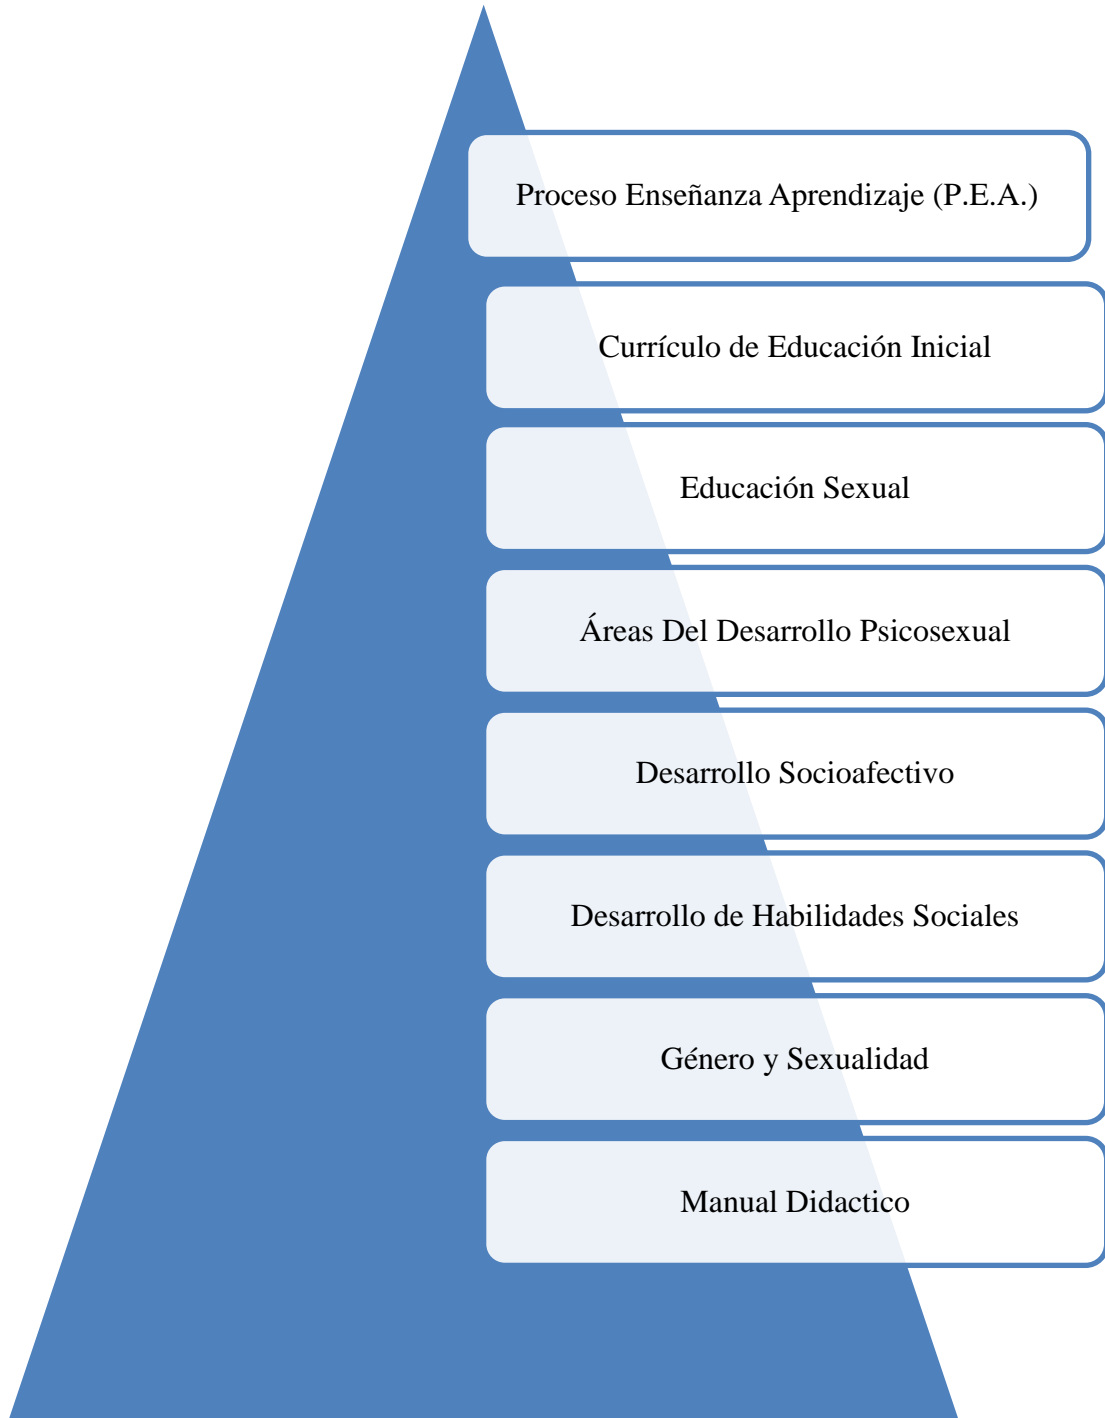 Proceso Enseñanza Aprendizaje (P.E.A.)
Currículo de Educación Inicial
Educación Sexual
Áreas Del Desarrollo Psicosexual
Desarrollo Socioafectivo
Desarrollo de Habilidades Sociales
Género y Sexualidad
Manual Didactico